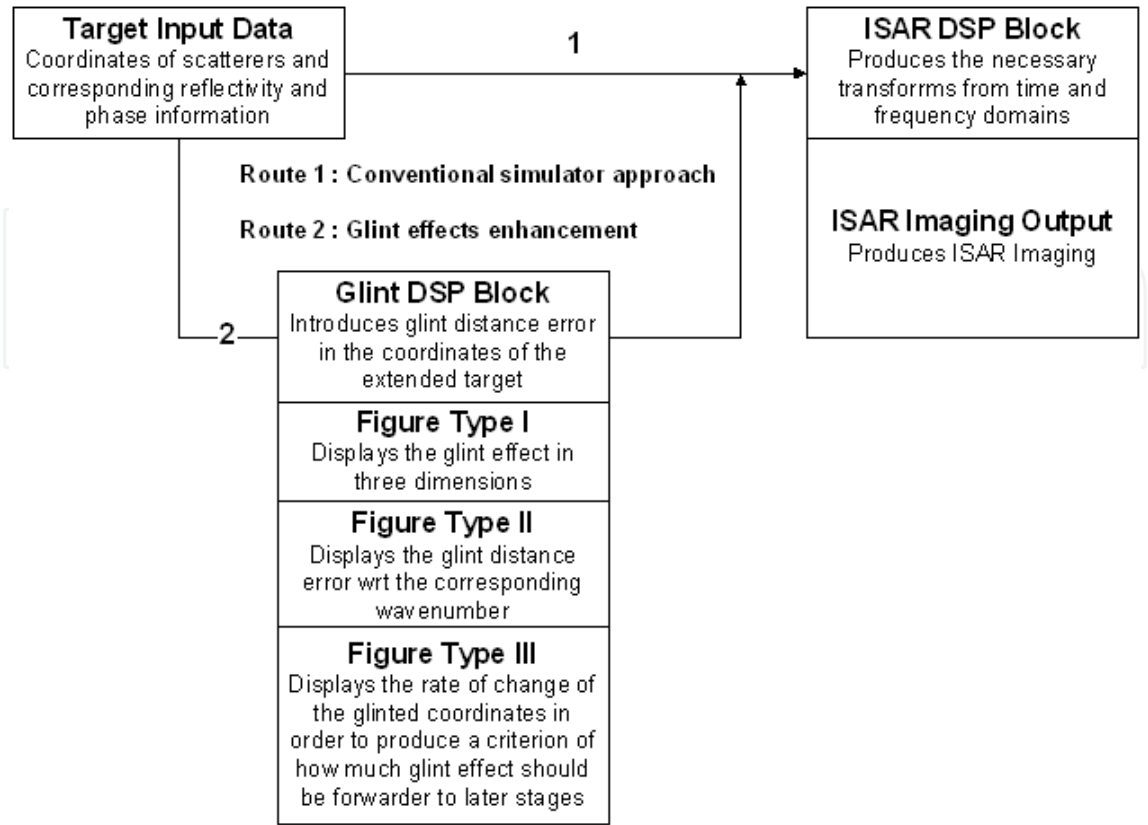 Target Input Data
Coordinates of scatterers and
corresponding reflectivity and
phase information
1
ISAR DSP Block
Produces the necessary
transforrms from time and
frequency domains
Route 1 : Conventional simulator approach
Route 2 : Glint effects enhancement
ISAR Imaging Output
Produces ISAR Imaging
2
Glint DSP Block
Introduces glint distance error
in the coordinates of the
extended target
Figure Type I
Displays the glint effect in
three dimensions
Figure Type II
Displays the glint distance
error wrt the corresponding
wavenumber
Figure Type III
Displays the rate of change of
the glinted coordinates in
order to produce a criterion of
how much glint effect should
be forwarder to later stages